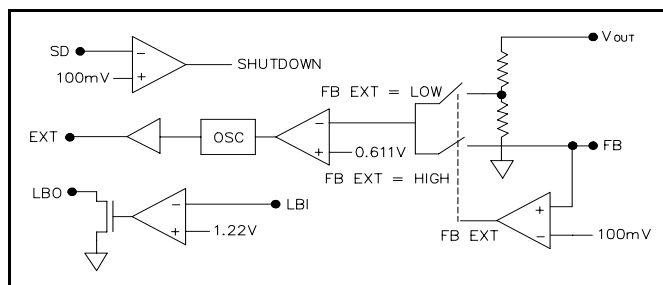 VOUT
SD
−
+
100mV
SHUTDOWN
FB EXT = LOW
EXT
OSC
−
+
0.611V
FB
FB EXT = HIGH
LBO
−
+
LBI
1.22V
+
−
FB EXT
100mV